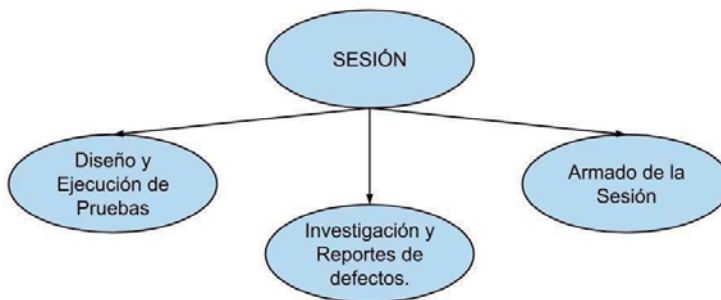 SESIÓN
Diseño y
Ejecución de
Pruebas
Investigación y
Reportes de
defectos.
Armado de la
Sesión